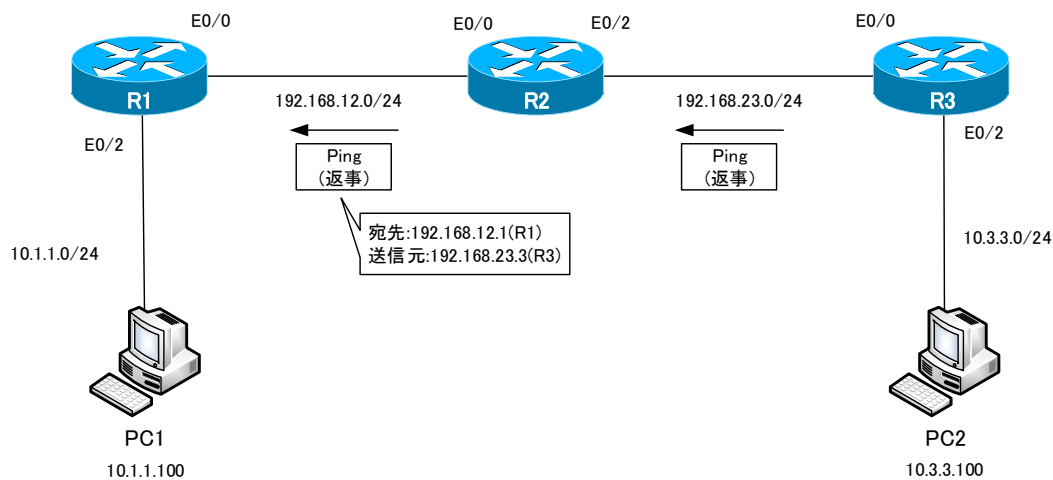 E0/0
E0/0
E0/2
E0/0
R1
R2
R3
192.168.12.0/24
192.168.23.0/24
E0/2
E0/2
Ping
(返事)
Ping
(返事)
宛先:192.168.12.1(R1)
送信元:192.168.23.3(R3)
10.1.1.0/24
10.3.3.0/24
PC1
10.1.1.100
PC2
10.3.3.100